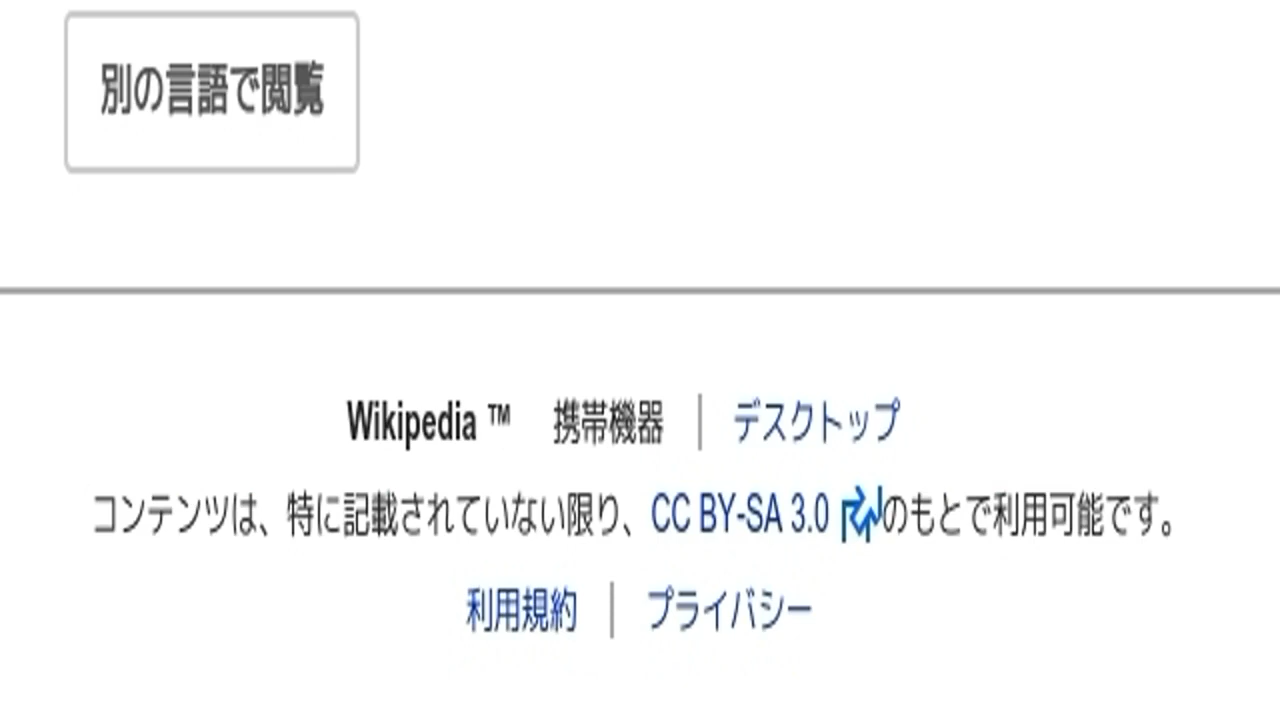 別の言語で閲覧
Wikipedia ™ 携帯機器 | デスクトップ
コンテンツは、特に記載されていない限り、CC BY-SA 3.0 のもとで利用可能です。
利用規約 | プライバシー